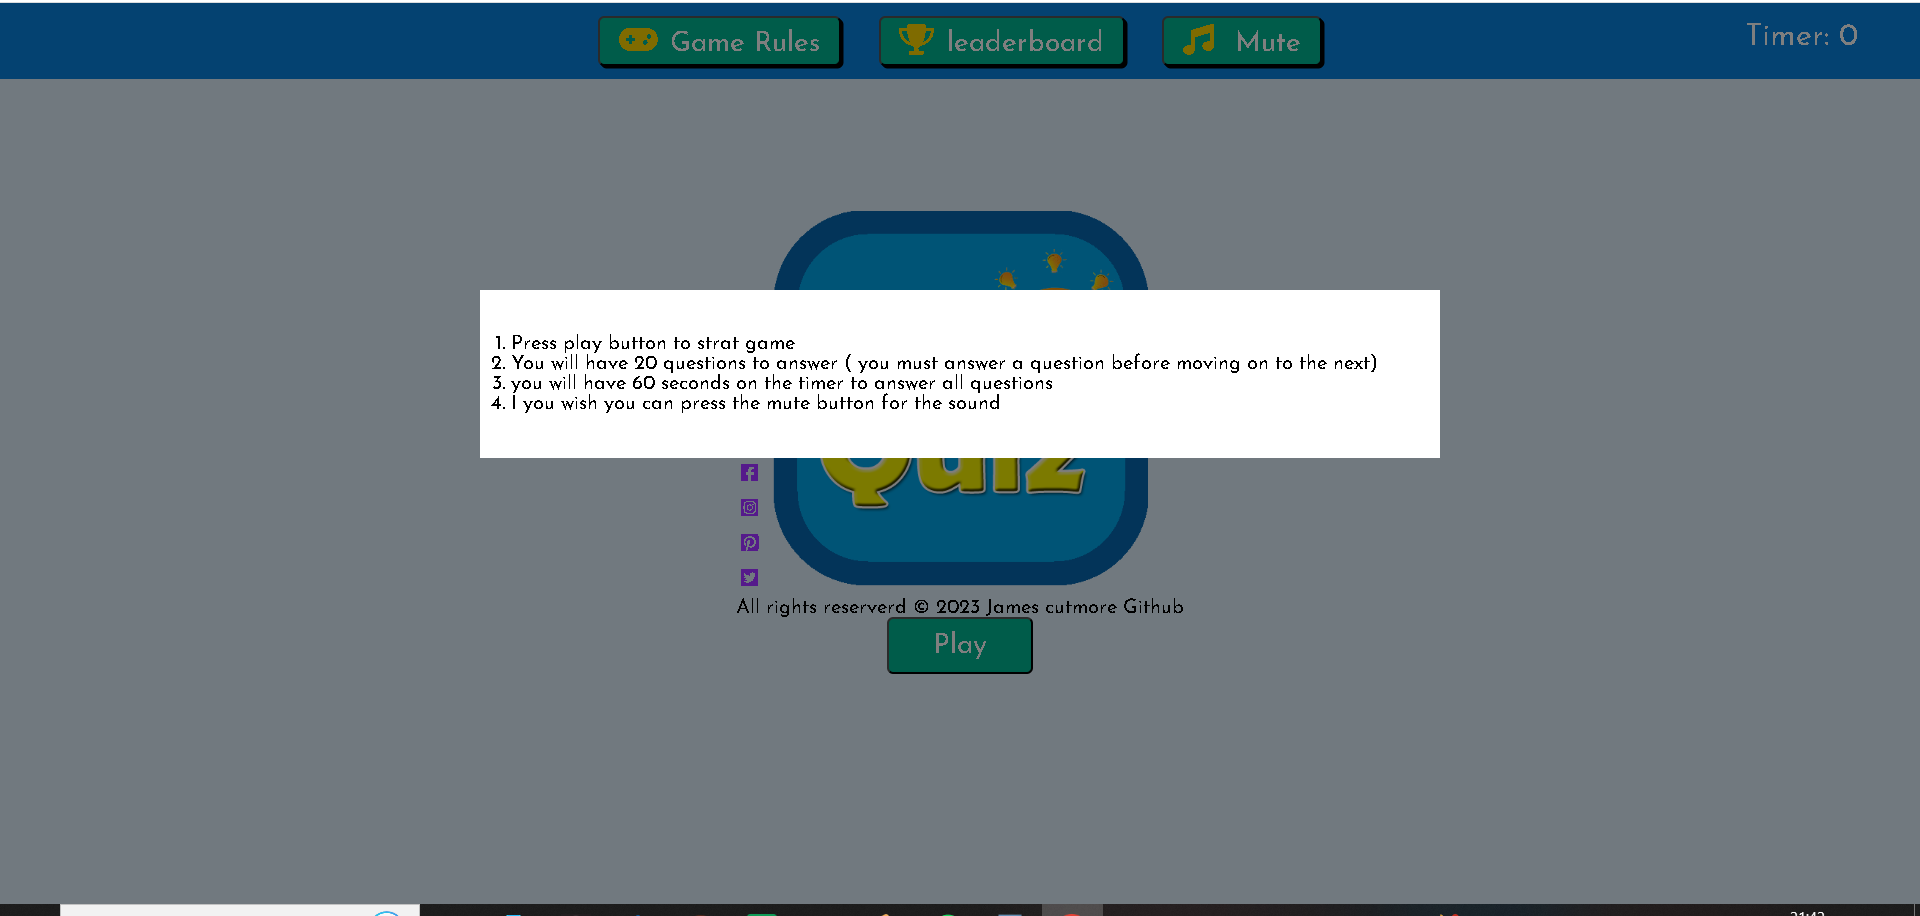 Game Rules
leaderboard
Mute
Timer: 0
1. Press play button to strat game
2. You will have 20 questions to answer ( you must answer a question before moving on to the next)
3. you will have 60 seconds on the timer to answer all questions
4. I you wish you can press the mute button for the sound
Quiz
All rights reserverd © 2023 James cutmore Github
Play